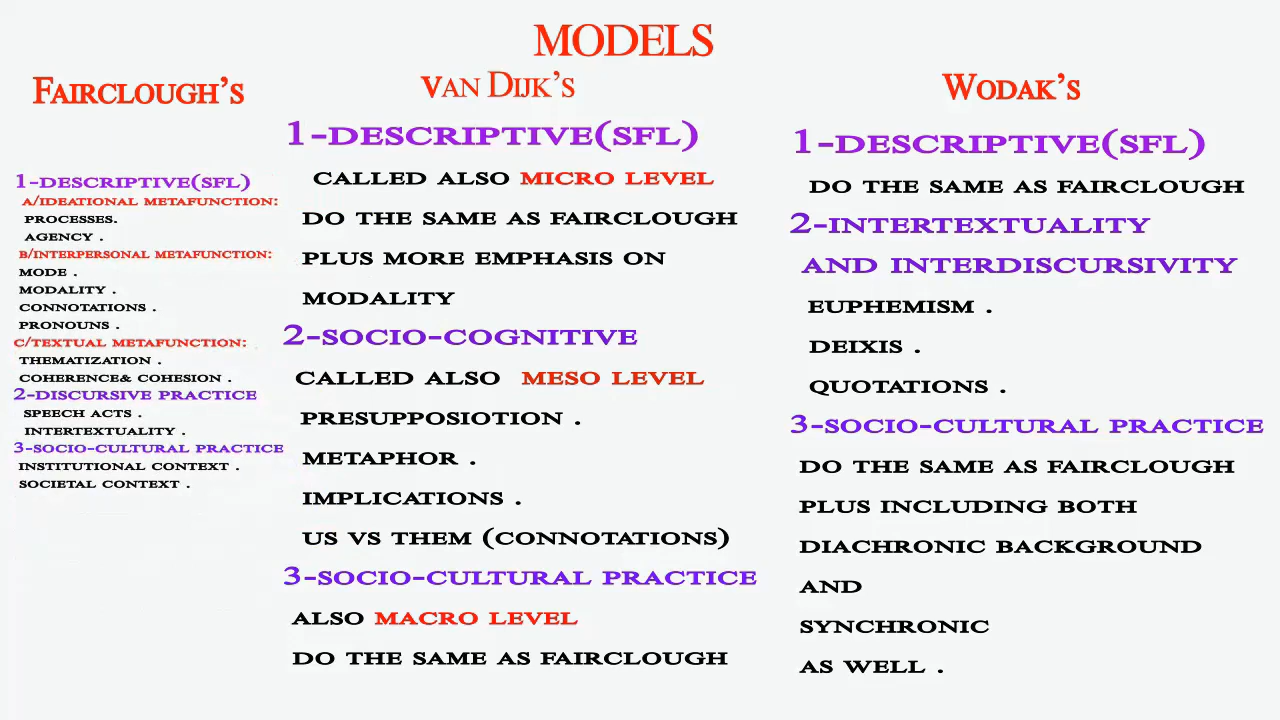 MODELS
FAIRCLOUGH'S
1-DESCRIPTIVE(SFL)
A/IDEATIONAL METAFUNCTION:
PROCESSES.
AGENCY .
B/INTERPERSONAL METAFUNCTION:
MODE .
MODALITY .
CONNOTATIONS .
PRONOUNS .
C/TEXTUAL METAFUNCTION:
THEMATIZATION .
COHERENCE& COHESION .
2-DISCURSIVE PRACTICE
SPEECH ACTS .
INTERTEXTUALITY .
3-SOCIO-CULTURAL PRACTICE
INSTITUTIONAL CONTEXT .
SOCIETAL CONTEXT .
VAN DIJK'S
1-DESCRIPTIVE(SFL)
CALLED ALSO MICRO LEVEL
DO THE SAME AS FAIRCLOUGH
PLUS MORE EMPHASIS ON
MODALITY
2-SOCIO-COGNITIVE
CALLED ALSO MESO LEVEL
PRESUPPOSIOTION .
METAPHOR .
IMPLICATIONS .
US VS THEM (CONNOTATIONS)
3-SOCIO-CULTURAL PRACTICE
ALSO MACRO LEVEL
DO THE SAME AS FAIRCLOUGH
WODAK'S
1-DESCRIPTIVE(SFL)
DO THE SAME AS FAIRCLOUGH
2-INTERTEXTUALITY
AND INTERDISCURSIVITY
EUPHEMISM .
DEIXIS .
QUOTATIONS .
3-SOCIO-CULTURAL PRACTICE
DO THE SAME AS FAIRCLOUGH
PLUS INCLUDING BOTH
DIACHRONIC BACKGROUND
AND
SYNCHRONIC
AS WELL .